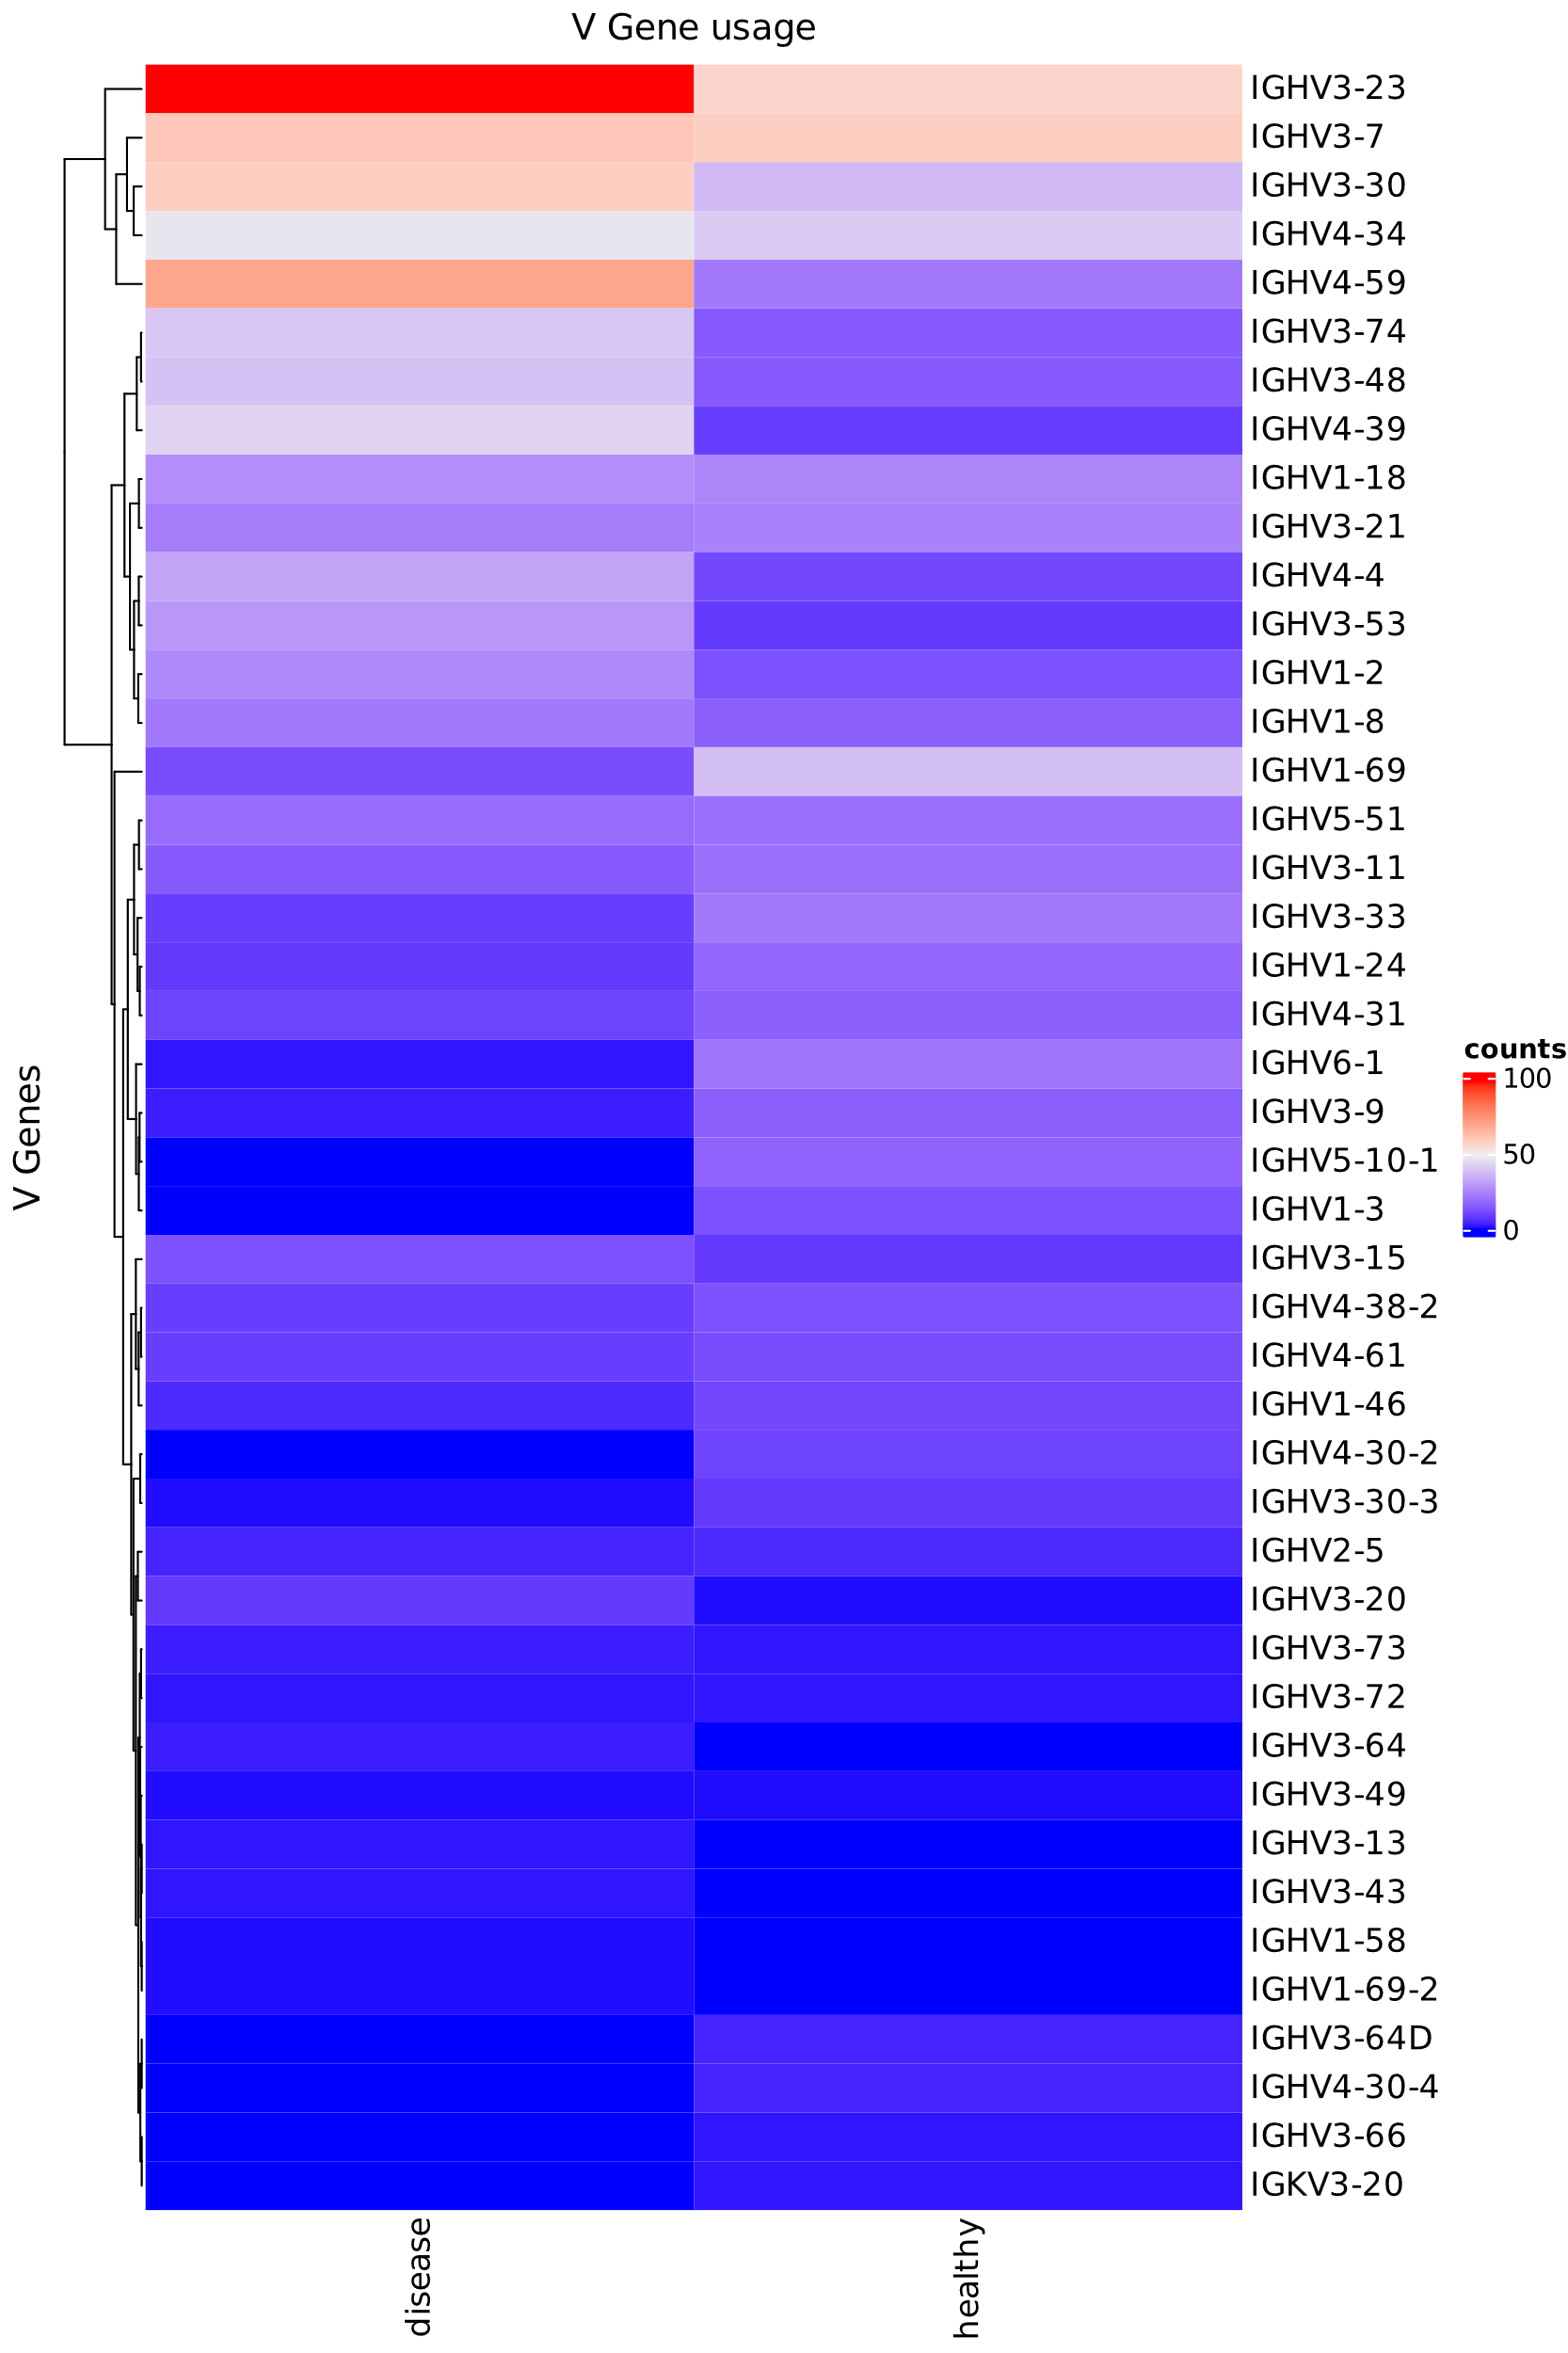 V Gene usage
IGHV3-23
IGHV3-7
IGHV3-30
IGHV4-34
IGHV4-59
IGHV3-74
IGHV3-48
IGHV4-39
IGHV1-18
IGHV3-21
IGHV4-4
IGHV3-53
IGHV1-2
IGHV1-8
IGHV1-69
IGHV5-51
IGHV3-11
IGHV3-33
IGHV1-24
IGHV4-31
IGHV6-1
IGHV3-9
IGHV5-10-1
IGHV1-3
IGHV3-15
IGHV4-38-2
IGHV4-61
IGHV1-46
IGHV4-30-2
IGHV3-30-3
IGHV2-5
IGHV3-20
IGHV3-73
IGHV3-72
IGHV3-64
IGHV3-49
IGHV3-13
IGHV3-43
IGHV1-58
IGHV1-69-2
IGHV3-64D
IGHV4-30-4
IGHV3-66
IGKV3-20
V Genes
disease
healthy
counts
100
50
0